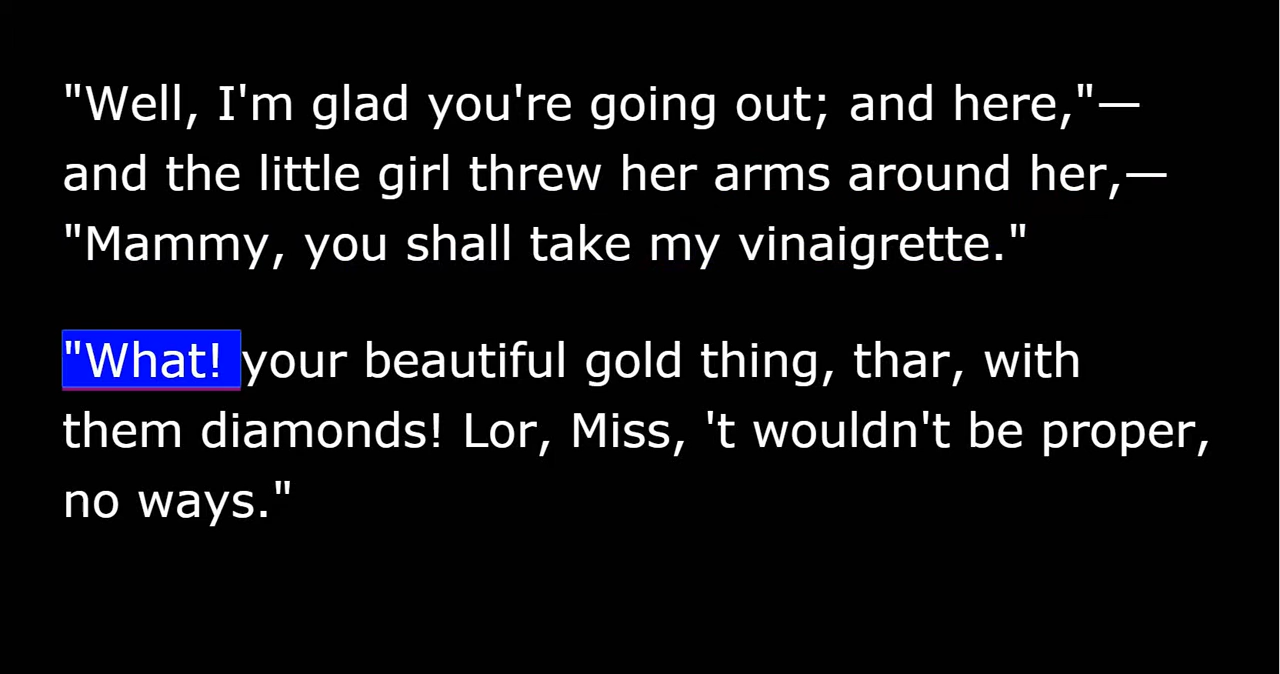 "Well, I'm glad you're going out; and here,"—
and the little girl threw her arms around her,—
"Mammy, you shall take my vinaigrette."
"What! your beautiful gold thing, thar, with
them diamonds! Lor, Miss, 't wouldn't be proper,
no ways."